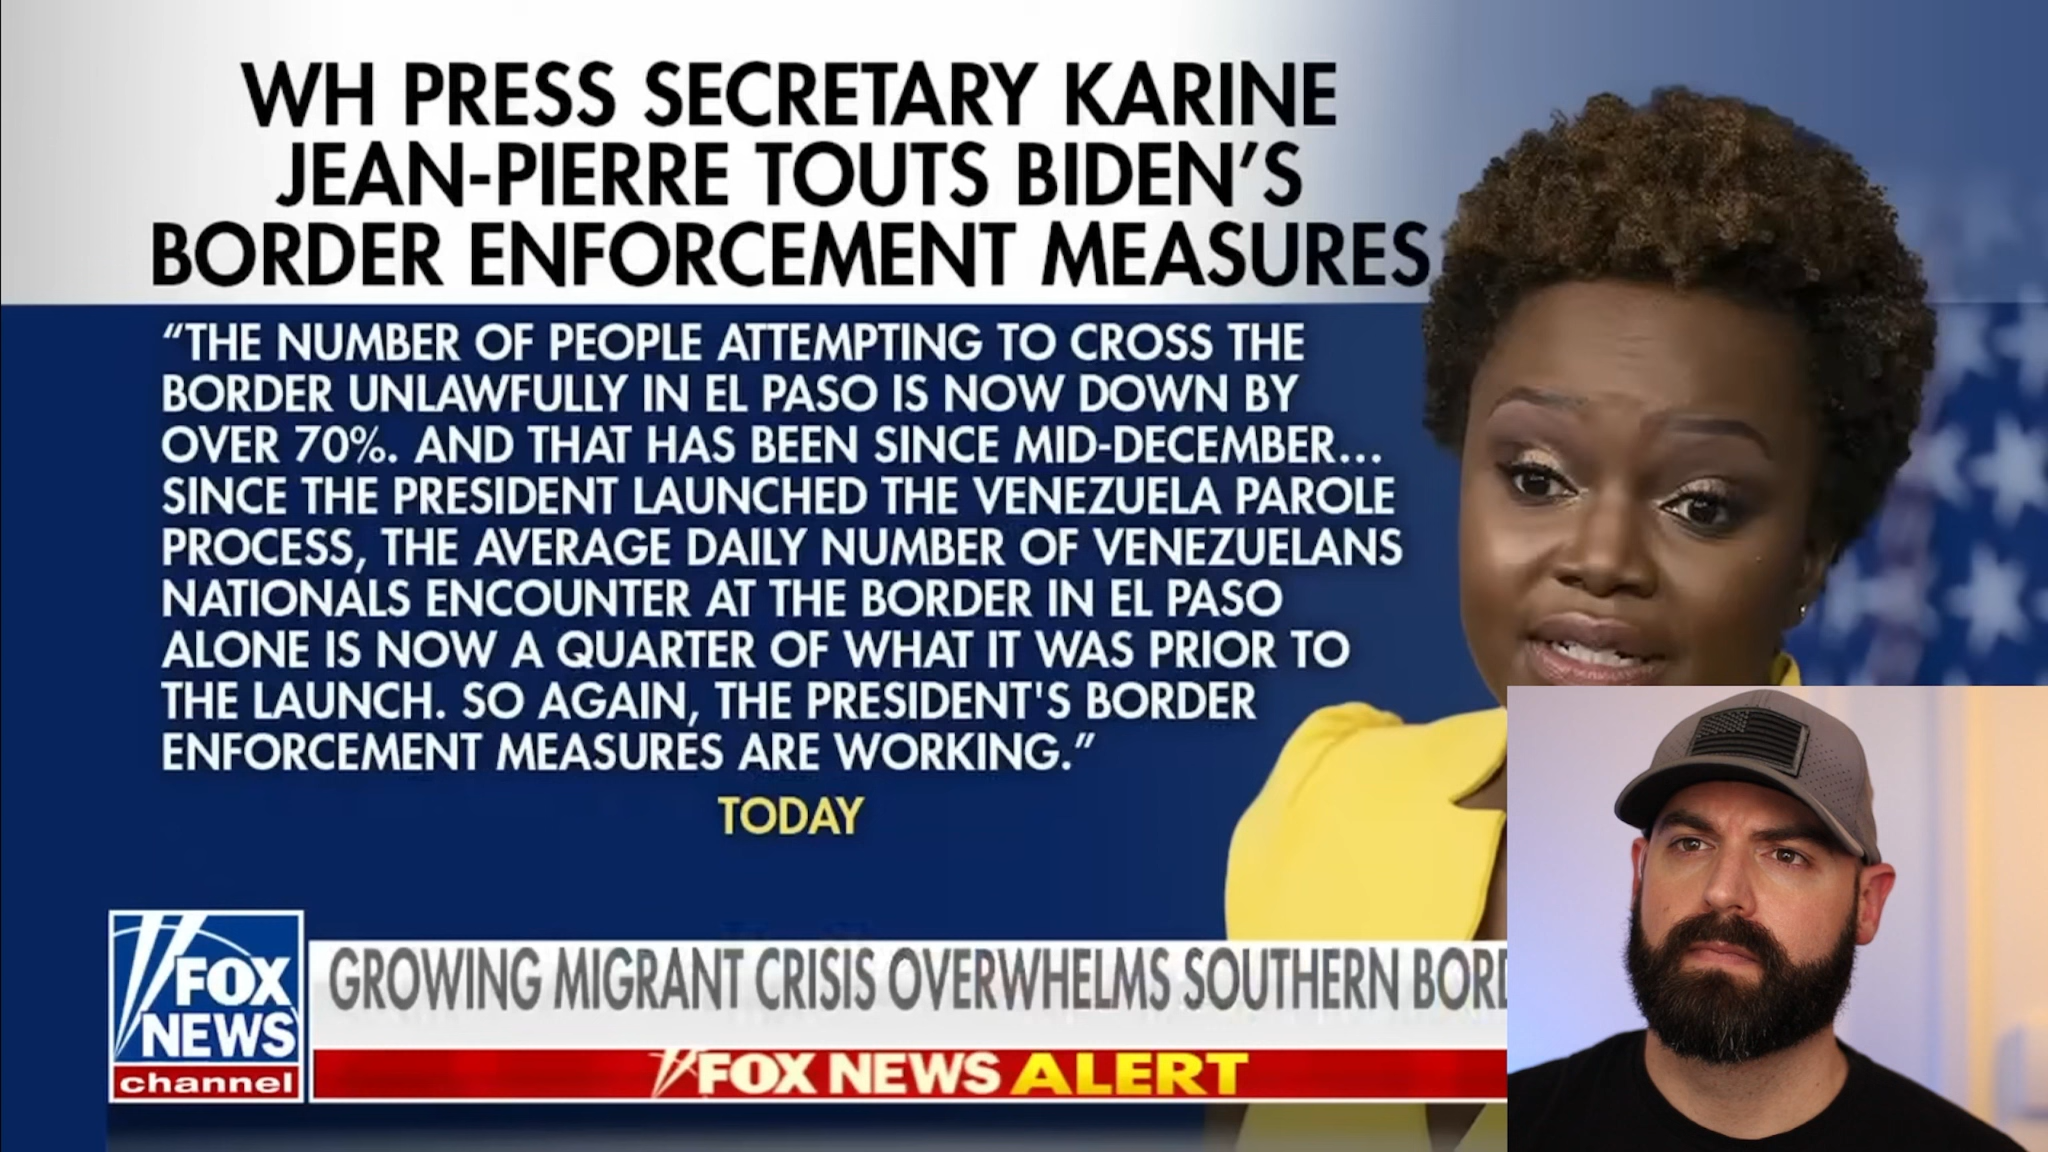 WH PRESS SECRETARY KARINE
JEAN-PIERRE TOUTS BIDEN'S
BORDER ENFORCEMENT MEASURES
“THE NUMBER OF PEOPLE ATTEMPTING TO CROSS THE
BORDER UNLAWFULLY IN EL PASO IS NOW DOWN BY
OVER 70%. AND THAT HAS BEEN SINCE MID-DECEMBER...
SINCE THE PRESIDENT LAUNCHED THE VENEZUELA PAROLE
PROCESS, THE AVERAGE DAILY NUMBER OF VENEZUELANS
NATIONALS ENCOUNTER AT THE BORDER IN EL PASO
ALONE IS NOW A QUARTER OF WHAT IT WAS PRIOR TO
THE LAUNCH. SO AGAIN, THE PRESIDENT'S BORDER
ENFORCEMENT MEASURES ARE WORKING.”
TODAY
FOX
NEWS
channel
GROWING MIGRANT CRISIS OVERWHELMS SOUTHERN BORD
FOX NEWS ALERT